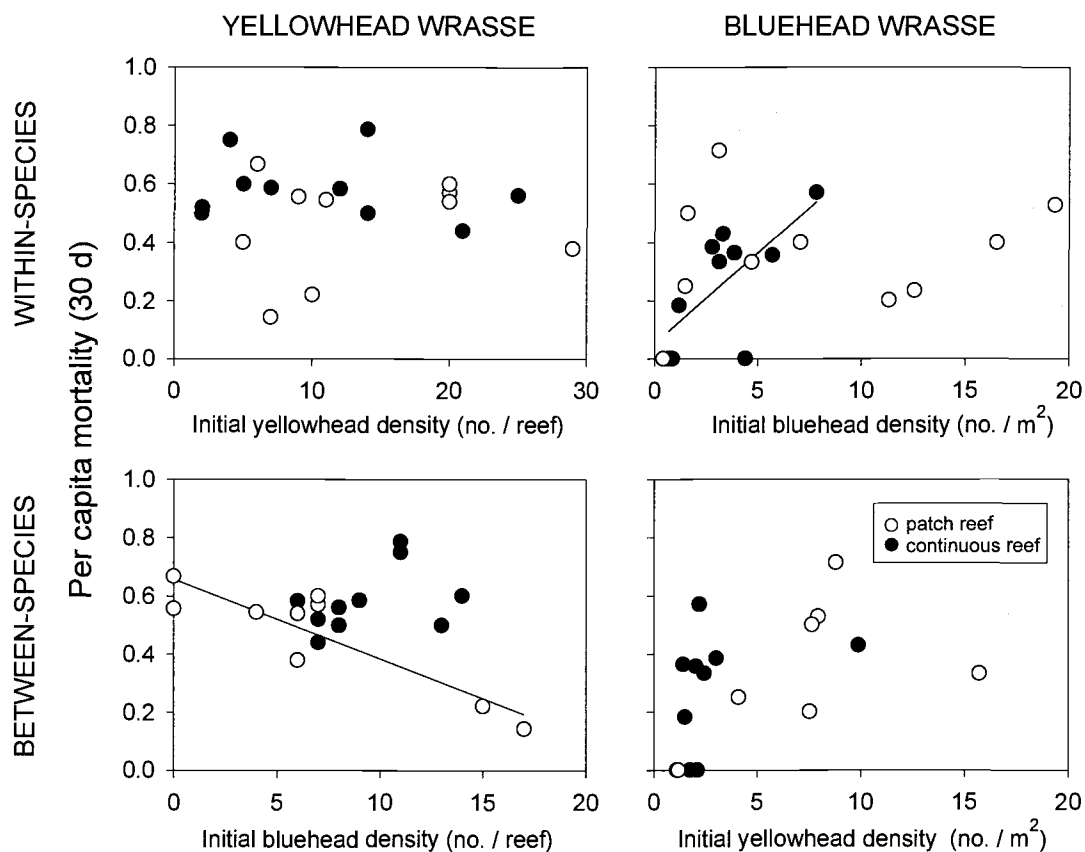 YELLOWHEAD WRASSE
BLUEHEAD WRASSE
WITHIN-SPECIES
BETWEEN-SPECIES
Per capita mortality (30 d)
1.0
0.8
0.6
0.4
0.2
0.0
0 10 20 30
Initial yellowhead density (no. / reef)
0 5 10 15 20
Initial bluehead density (no. / m²)
1.0
0.8
0.6
0.4
0.2
0.0
0 5 10 15 20
Initial bluehead density (no. / reef)
patch reef
continuous reef
0 5 10 15 20
Initial yellowhead density (no. / m²)